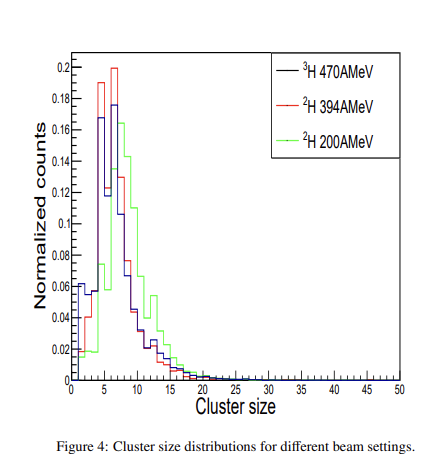 0.2
0.18
0.16
0.14
0.12
0.1
0.08
0.06
0.04
0.02
0
Normalized counts
³H 470AMeV
²H 394AMeV
²H 200AMeV
0 5 10 15 20 25 30 35 40 45 50
Cluster size
Figure 4: Cluster size distributions for different beam settings.